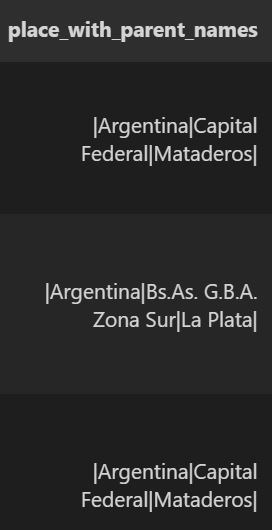 place_with_parent_names
|Argentina|Capital
Federal|Mataderos|
|Argentina|Bs.As. G.B.A.
Zona Sur|La Plata|
|Argentina|Capital
Federal|Mataderos|